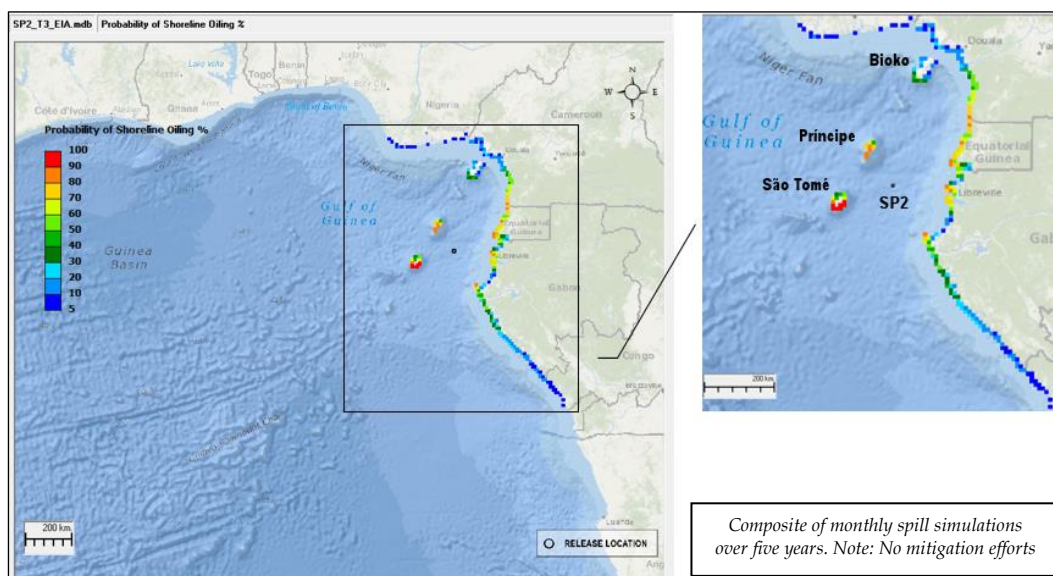 SP2_T3_EIA.mdb Probability of Shoreline Oiling %
Côte d'Ivoire
Ghana
Togo
Benin
Nigeria
Cameroun
Lake Volta
Bight of Benin
Niger Fan
Douala
Yaoundé
N
W E
S
Probability of Shoreline Oiling %
100
90
80
70
60
50
40
30
20
10
5
Gulf of
Guinea
Equatorial
Guinea
Libreville
Gabon
Congo
Guinea
Basin
Luanda
200 km
RELEASE LOCATION
Niger Fan
Douala
Bioko
Gulf of
Guinea
Príncipe
Equatorial
Guinea
São Tomé
SP2
Libreville
200 km
Composite of monthly spill simulations
over five years. Note: No mitigation efforts